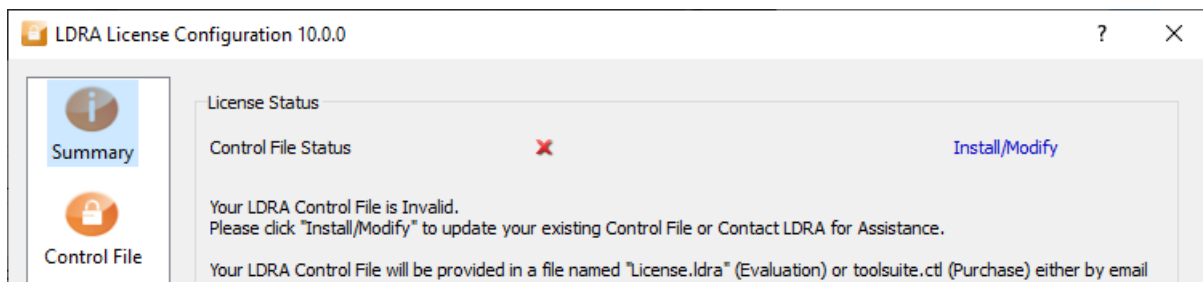 LDRA License Configuration 10.0.0 ?
License Status
Control File Status Install/Modify
Summary
Your LDRA Control File is Invalid.
Please click "Install/Modify" to update your existing Control File or Contact LDRA for Assistance.
Control File
Your LDRA Control File will be provided in a file named "License.ldra" (Evaluation) or toolsuite.ctl (Purchase) either by email